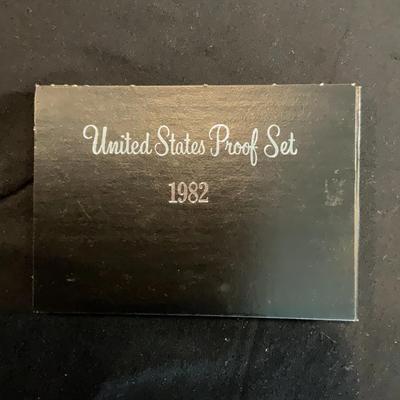 United States Proof Set
1982